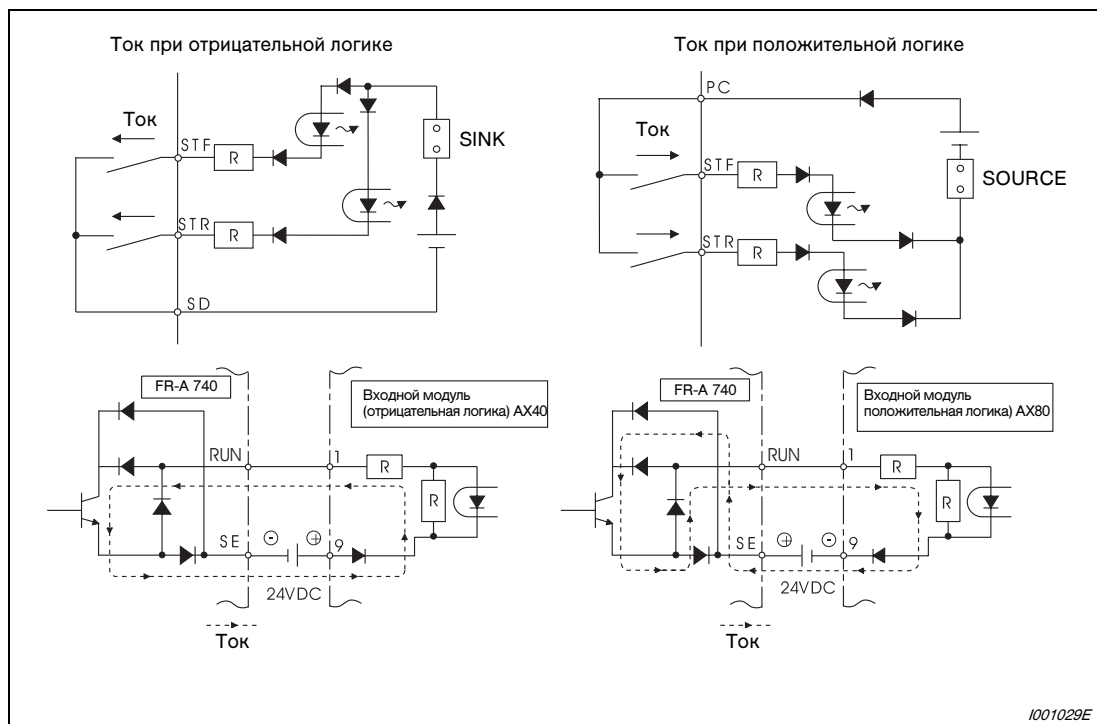 Ток при отрицательной логике
Ток
STF
R
SINK
STR
R
SD
Ток при положительной логике
PC
Ток
STF
R
SOURCE
STR
R
FR-A 740
Входной модуль
(отрицательная логика) AX40
RUN
1
R
R
SE
9
24VDC
Ток
FR-A 740
Входной модуль
положительная логика) AX80
RUN
1
R
R
SE
9
24VDC
Ток
I001029E